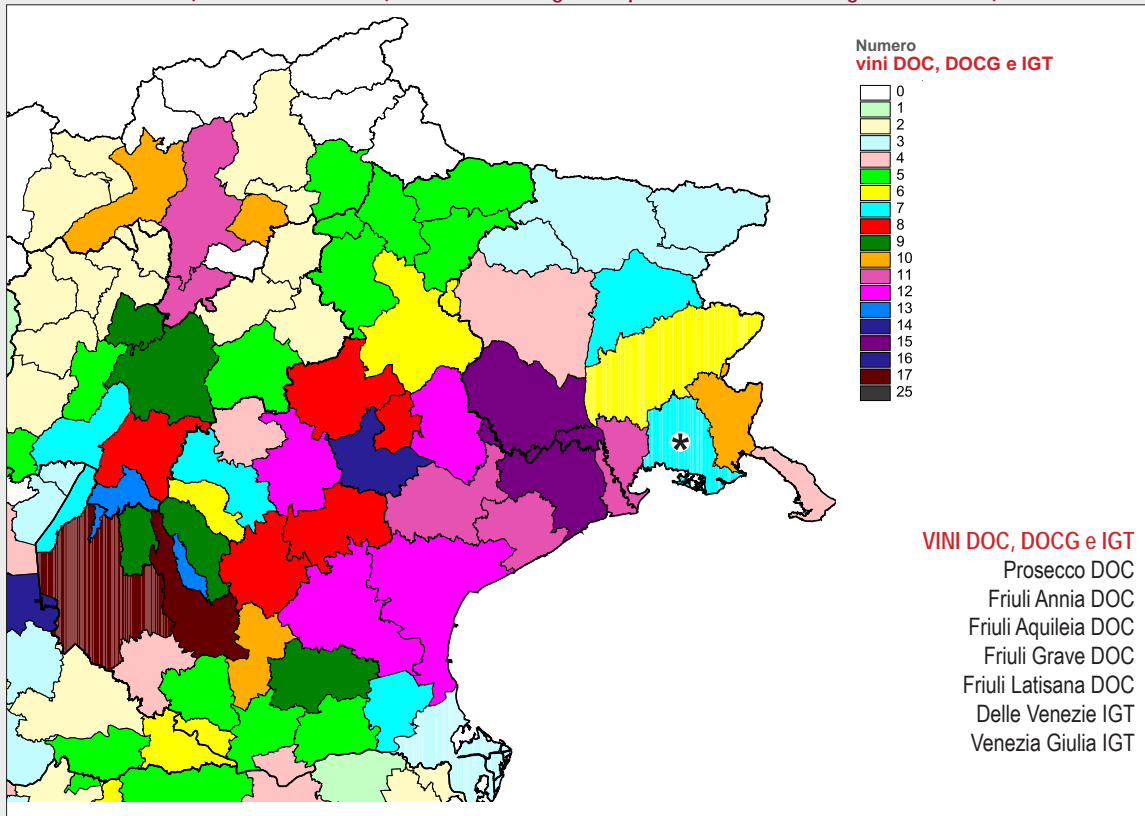 Numero
vini DOC, DOCG e IGT
0
1
2
3
4
5
6
7
8
9
10
11
12
13
14
15
16
17
25
*
VINI DOC, DOCG e IGT
Prosecco DOC
Friuli Annia DOC
Friuli Aquileia DOC
Friuli Grave DOC
Friuli Latisana DOC
Delle Venezie IGT
Venezia Giulia IGT